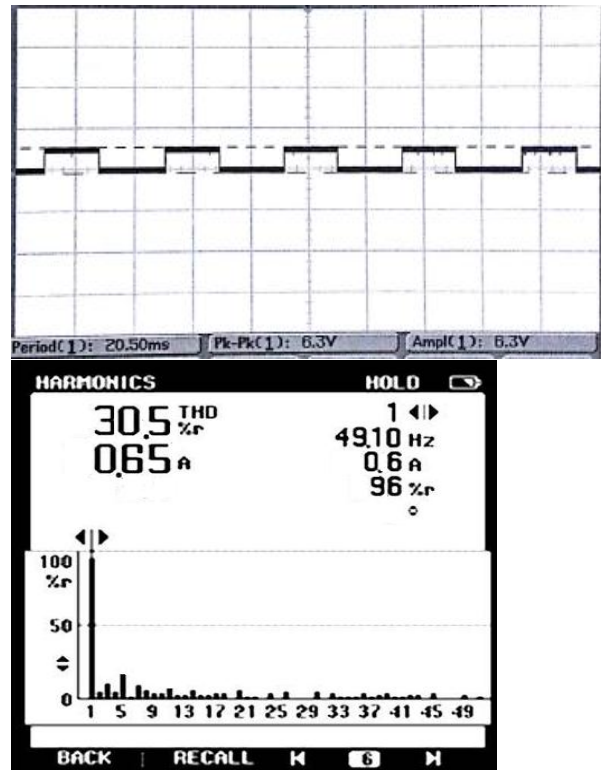 Period(1): 20.50ms Pk-Pk(1): 6.3V Ampl(1): 6.3V
HARMONICS HOLD
30.5 THD %r
0.65 A
1
49.10 Hz
0.6 A
96 %r
°
100
%r
50
0
1 5 9 13 17 21 25 29 33 37 41 45 49
BACK RECALL 6